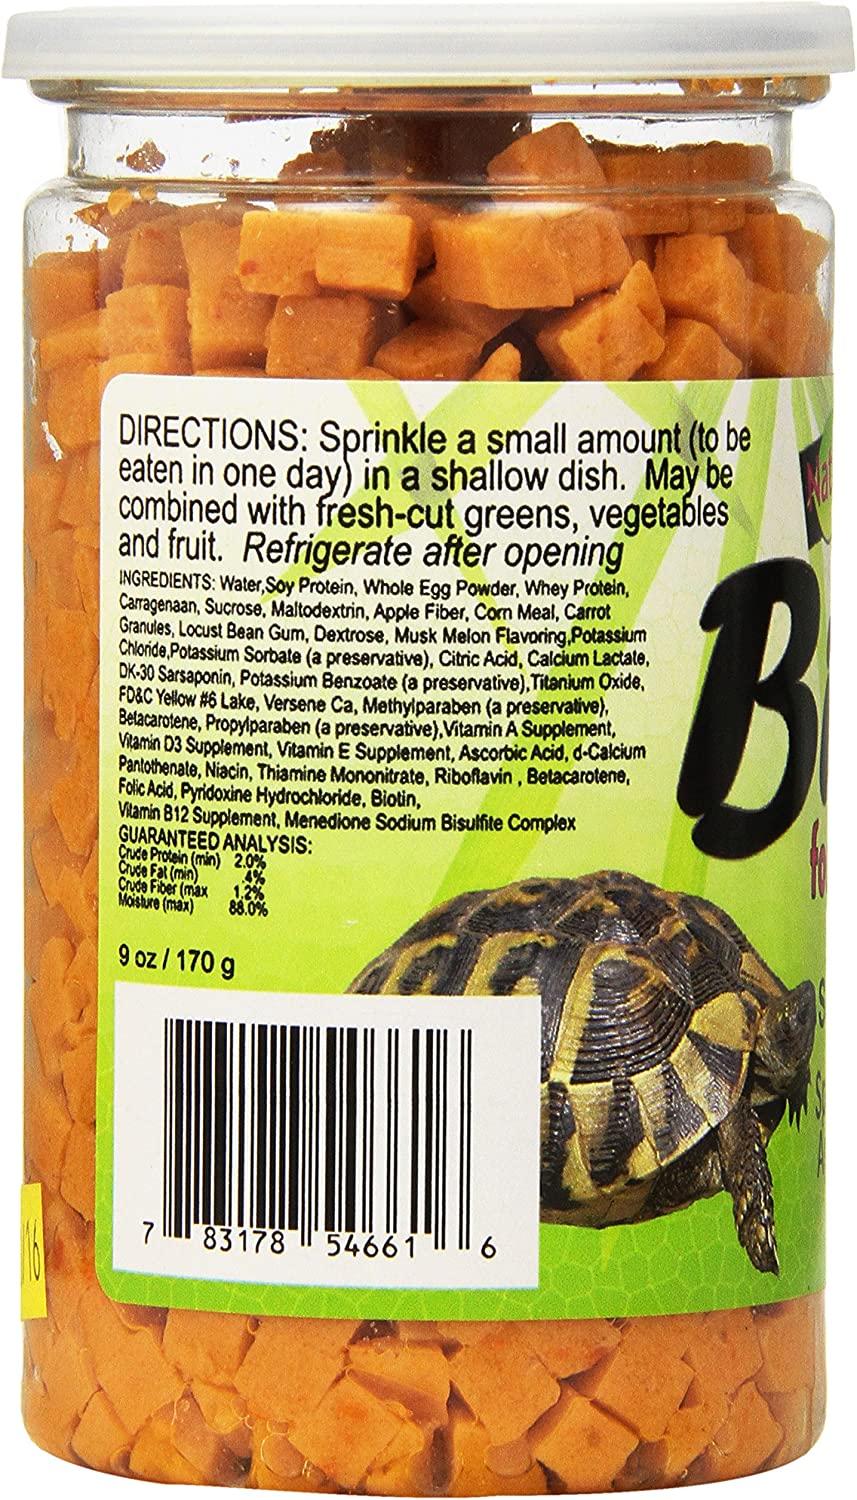 DIRECTIONS: Sprinkle a small amount (to be
eaten in one day) in a shallow dish. May be
combined with fresh-cut greens, vegetables
and fruit. Refrigerate after opening
INGREDIENTS: Water,Soy Protein, Whole Egg Powder, Whey Protein,
Carragenaan, Sucrose, Maltodextrin, Apple Fiber, Corn Meal, Carrot
Granules, Locust Bean Gum, Dextrose, Musk Melon Flavoring,Potassium
Chloride,Potassium Sorbate (a preservative), Citric Acid, Calcium Lactate,
DK-30 Sarsaponin, Potassium Benzoate (a preservative),Titanium Oxide,
FD&C Yellow #6 Lake, Versene Ca, Methylparaben (a preservative),
Betacarotene, Propylparaben (a preservative),Vitamin A Supplement,
Vitamin D3 Supplement, Vitamin E Supplement, Ascorbic Acid, d-Calcium
Pantothenate, Niacin, Thiamine Mononitrate, Riboflavin , Betacarotene,
Folic Acid, Pyridoxine Hydrochloride, Biotin,
Vitamin B12 Supplement, Menedione Sodium Bisulfite Complex
GUARANTEED ANALYSIS:
Crude Protein (min) 2.0%
Crude Fat (min) .4%
Crude Fiber (max 1.2%
Moisture (max) 88.0%
9 oz / 170 g
7 83178 54661 6
Nat
B
fo
16